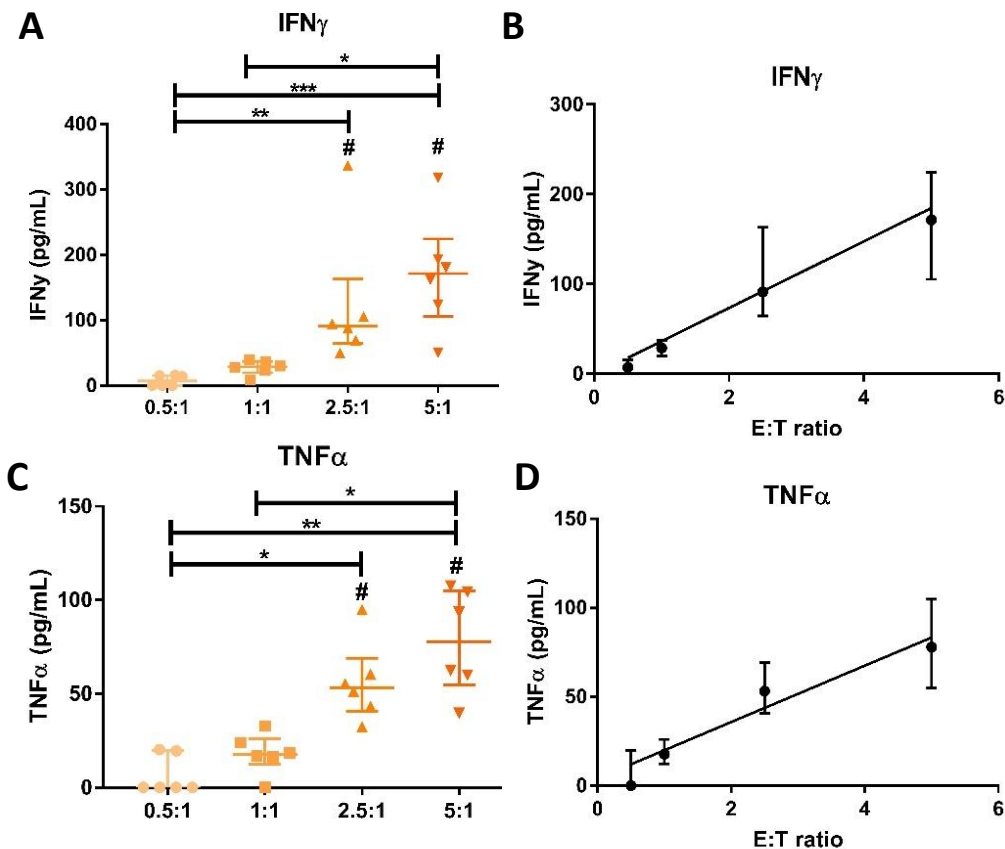 A
IFNγ
*
***
**
#
#
400
300
200
100
0
IFNy (pg/mL)
0.5:1 1:1 2.5:1 5:1
B
IFNγ
300
200
100
0
IFNy (pg/mL)
0 2 4 6
E:T ratio
C
TNFα
*
**
*
#
#
150
100
50
0
TNFα (pg/mL)
0.5:1 1:1 2.5:1 5:1
D
TNFα
150
100
50
0
TNFα (pg/mL)
0 2 4 6
E:T ratio